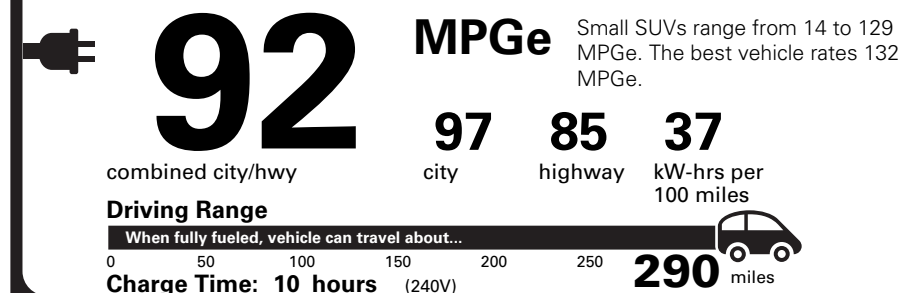 92
MPGe
Small SUVs range from 14 to 129
MPGe. The best vehicle rates 132
MPGe.
97 85 37
combined city/hwy city highway kW-hrs per
100 miles
Driving Range
When fully fueled, vehicle can travel about...
0 50 100 150 200 250 290 miles
Charge Time: 10 hours (240V)